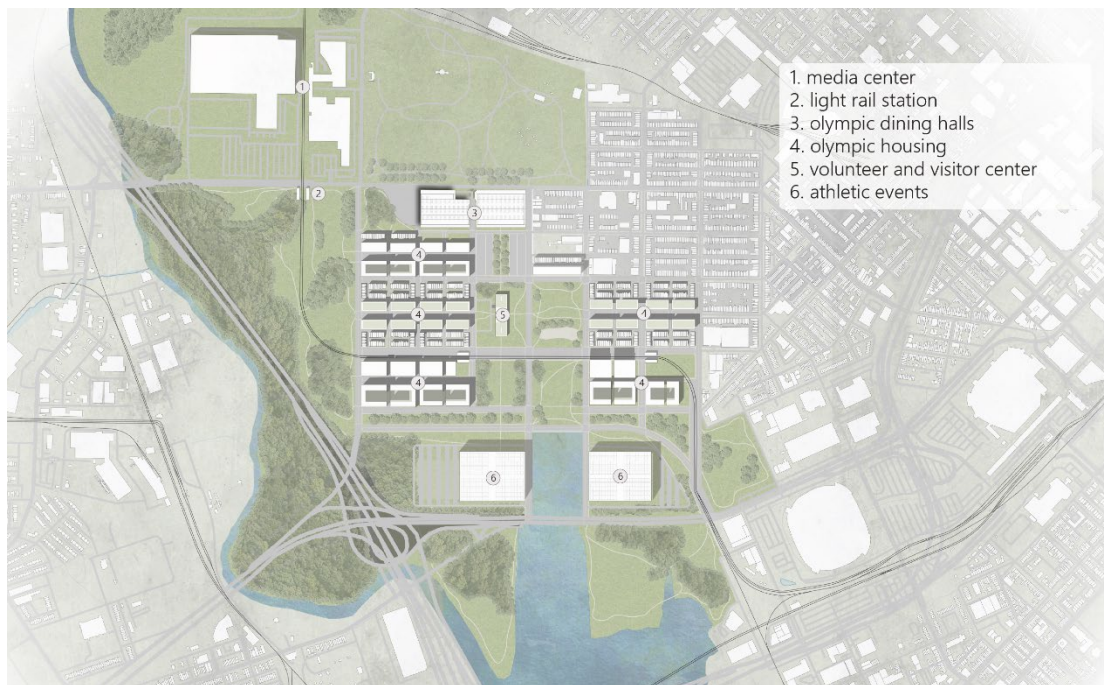 1. media center
2. light rail station
3. olympic dining halls
4. olympic housing
5. volunteer and visitor center
6. athletic events
1
2
3
4
4
5
4
4
4
6
6